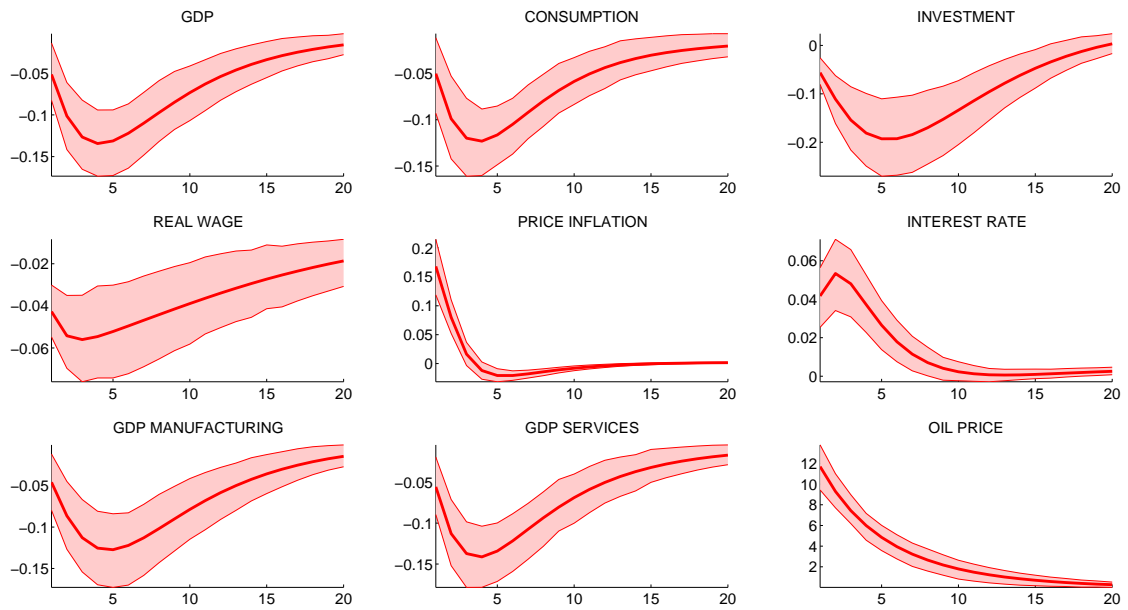 GDP
−0.05
−0.1
−0.15
5 10 15 20
CONSUMPTION
−0.05
−0.1
−0.15
5 10 15 20
INVESTMENT
0
−0.1
−0.2
5 10 15 20
REAL WAGE
−0.02
−0.04
−0.06
5 10 15 20
PRICE INFLATION
0.2
0.15
0.1
0.05
0
5 10 15 20
INTEREST RATE
0.06
0.04
0.02
0
5 10 15 20
GDP MANUFACTURING
−0.05
−0.1
−0.15
5 10 15 20
GDP SERVICES
−0.05
−0.1
−0.15
5 10 15 20
OIL PRICE
12
10
8
6
4
2
5 10 15 20